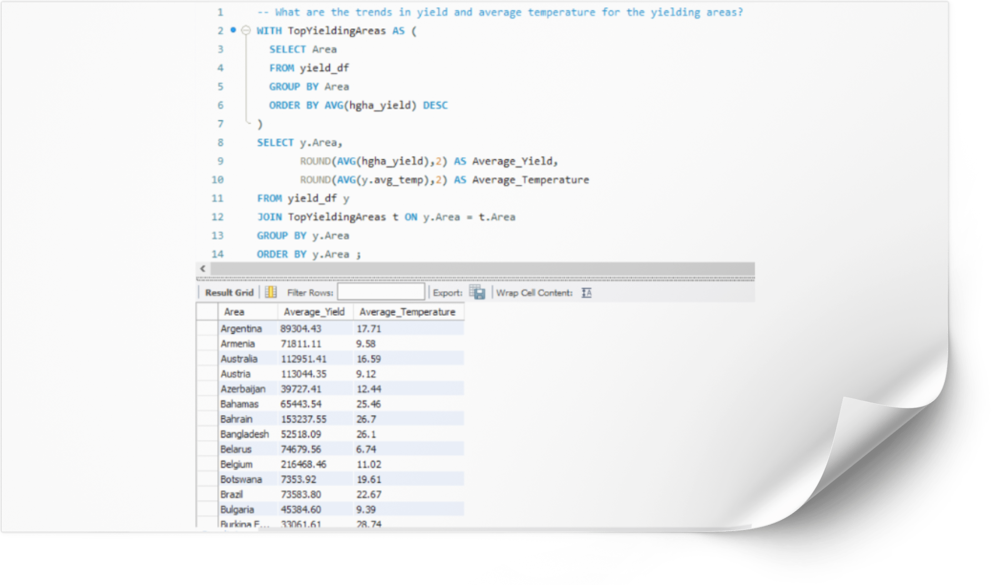 1 -- What are the trends in yield and average temperature for the yielding areas?
2 WITH TopYieldingAreas AS (
3 SELECT Area
4 FROM yield_df
5 GROUP BY Area
6 ORDER BY AVG(hgha_yield) DESC
7 )
8 SELECT y.Area,
9 ROUND(AVG(hgha_yield),2) AS Average_Yield,
10 ROUND(AVG(y.avg_temp),2) AS Average_Temperature
11 FROM yield_df y
12 JOIN TopYieldingAreas t ON y.Area = t.Area
13 GROUP BY y.Area
14 ORDER BY y.Area ;
Result Grid Filter Rows: Export: Wrap Cell Content:
Area Average_Yield Average_Temperature
Argentina 89304.43 17.71
Armenia 71811.11 9.58
Australia 112951.41 16.59
Austria 113044.35 9.12
Azerbaijan 39727.41 12.44
Bahamas 65443.54 25.46
Bahrain 153237.55 26.7
Bangladesh 52518.09 26.1
Belarus 74679.56 6.74
Belgium 216468.46 11.02
Botswana 7353.92 19.61
Brazil 73583.80 22.67
Bulgaria 45384.60 9.39
Burkina F... 33061.61 28.74